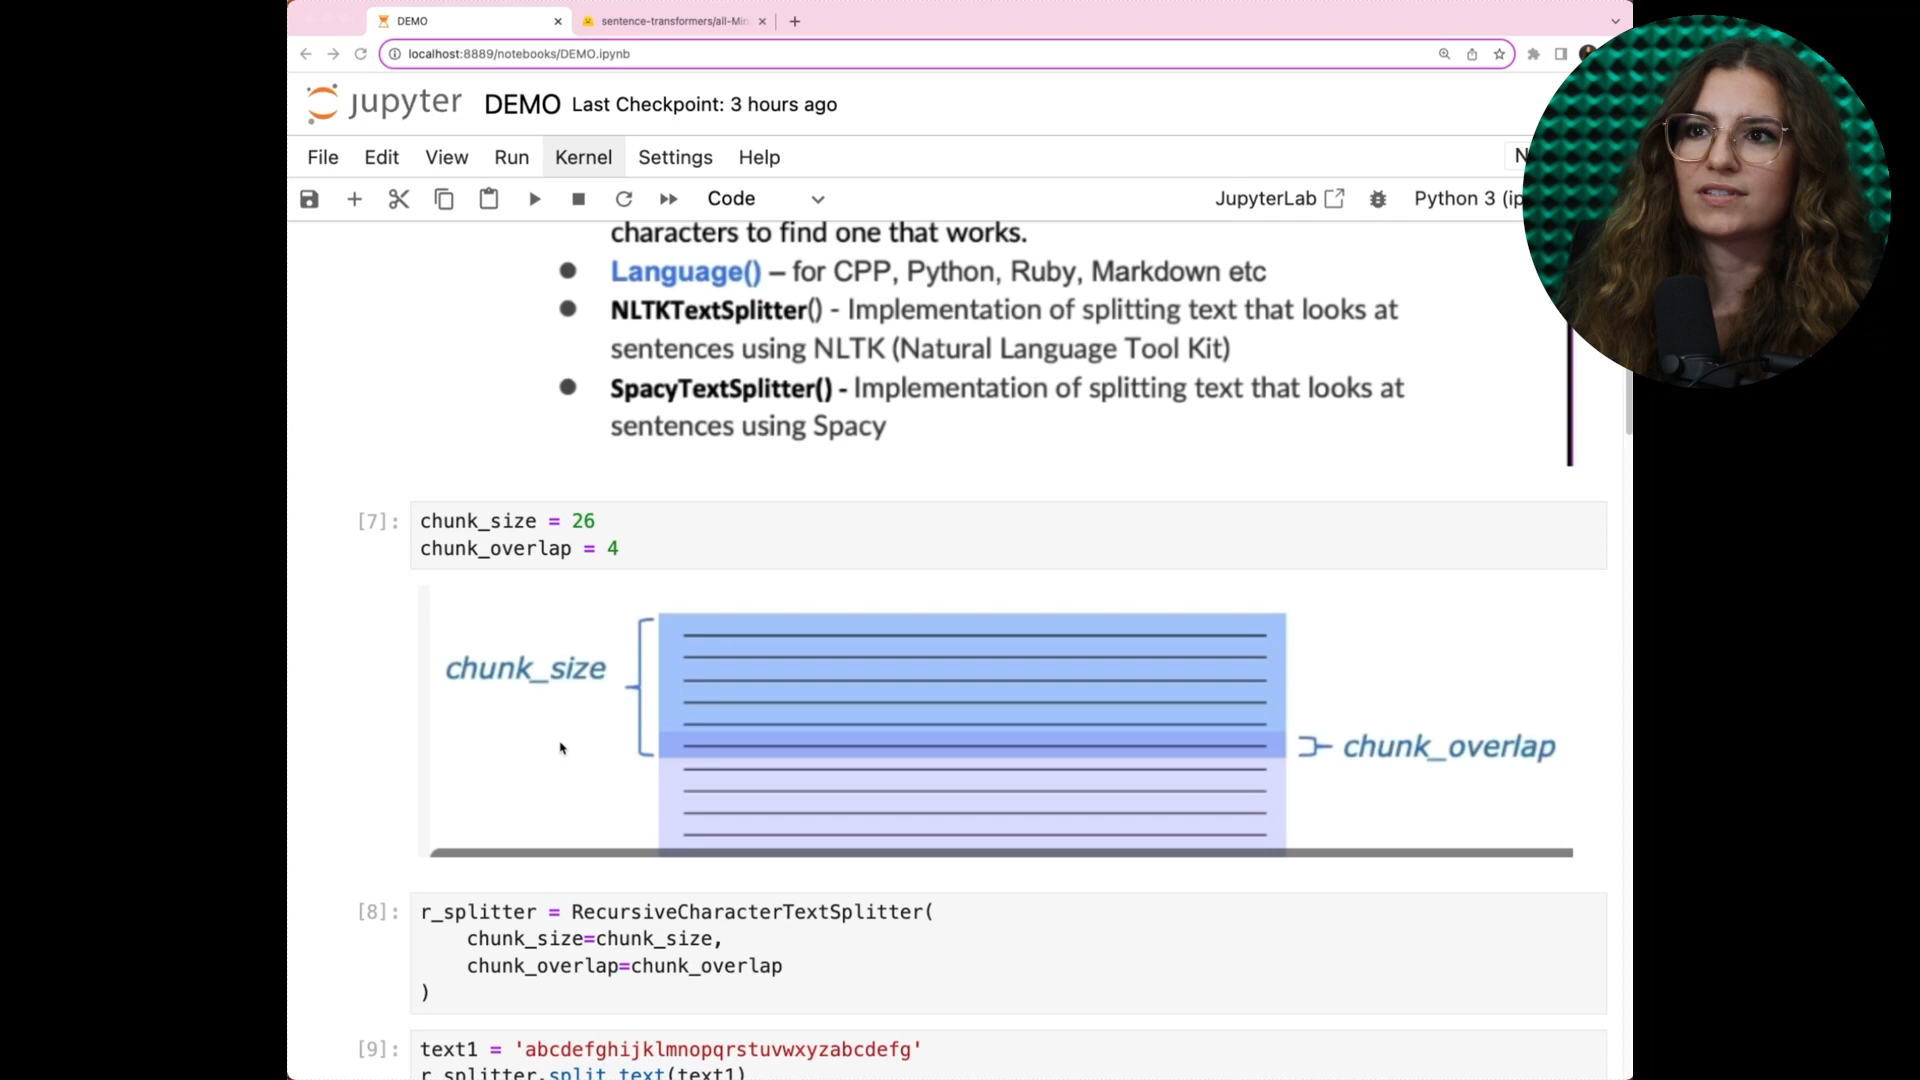 DEMO
sentence-transformers/all-Min
localhost:8889/notebooks/DEMO.ipynb
jupyter DEMO Last Checkpoint: 3 hours ago
File Edit View Run Kernel Settings Help
Code JupyterLab Python 3 (ip
characters to find one that works.
Language() – for CPP, Python, Ruby, Markdown etc
NLTKTextSplitter() - Implementation of splitting text that looks at
sentences using NLTK (Natural Language Tool Kit)
SpacyTextSplitter() - Implementation of splitting text that looks at
sentences using Spacy
[7]: chunk_size = 26
chunk_overlap = 4
chunk_size
chunk_overlap
[8]: r_splitter = RecursiveCharacterTextSplitter(
chunk_size=chunk_size,
chunk_overlap=chunk_overlap
)
[9]: text1 = 'abcdefghijklmnopqrstuvwxyzabcdefg'
r_splitter.split_text(text1)